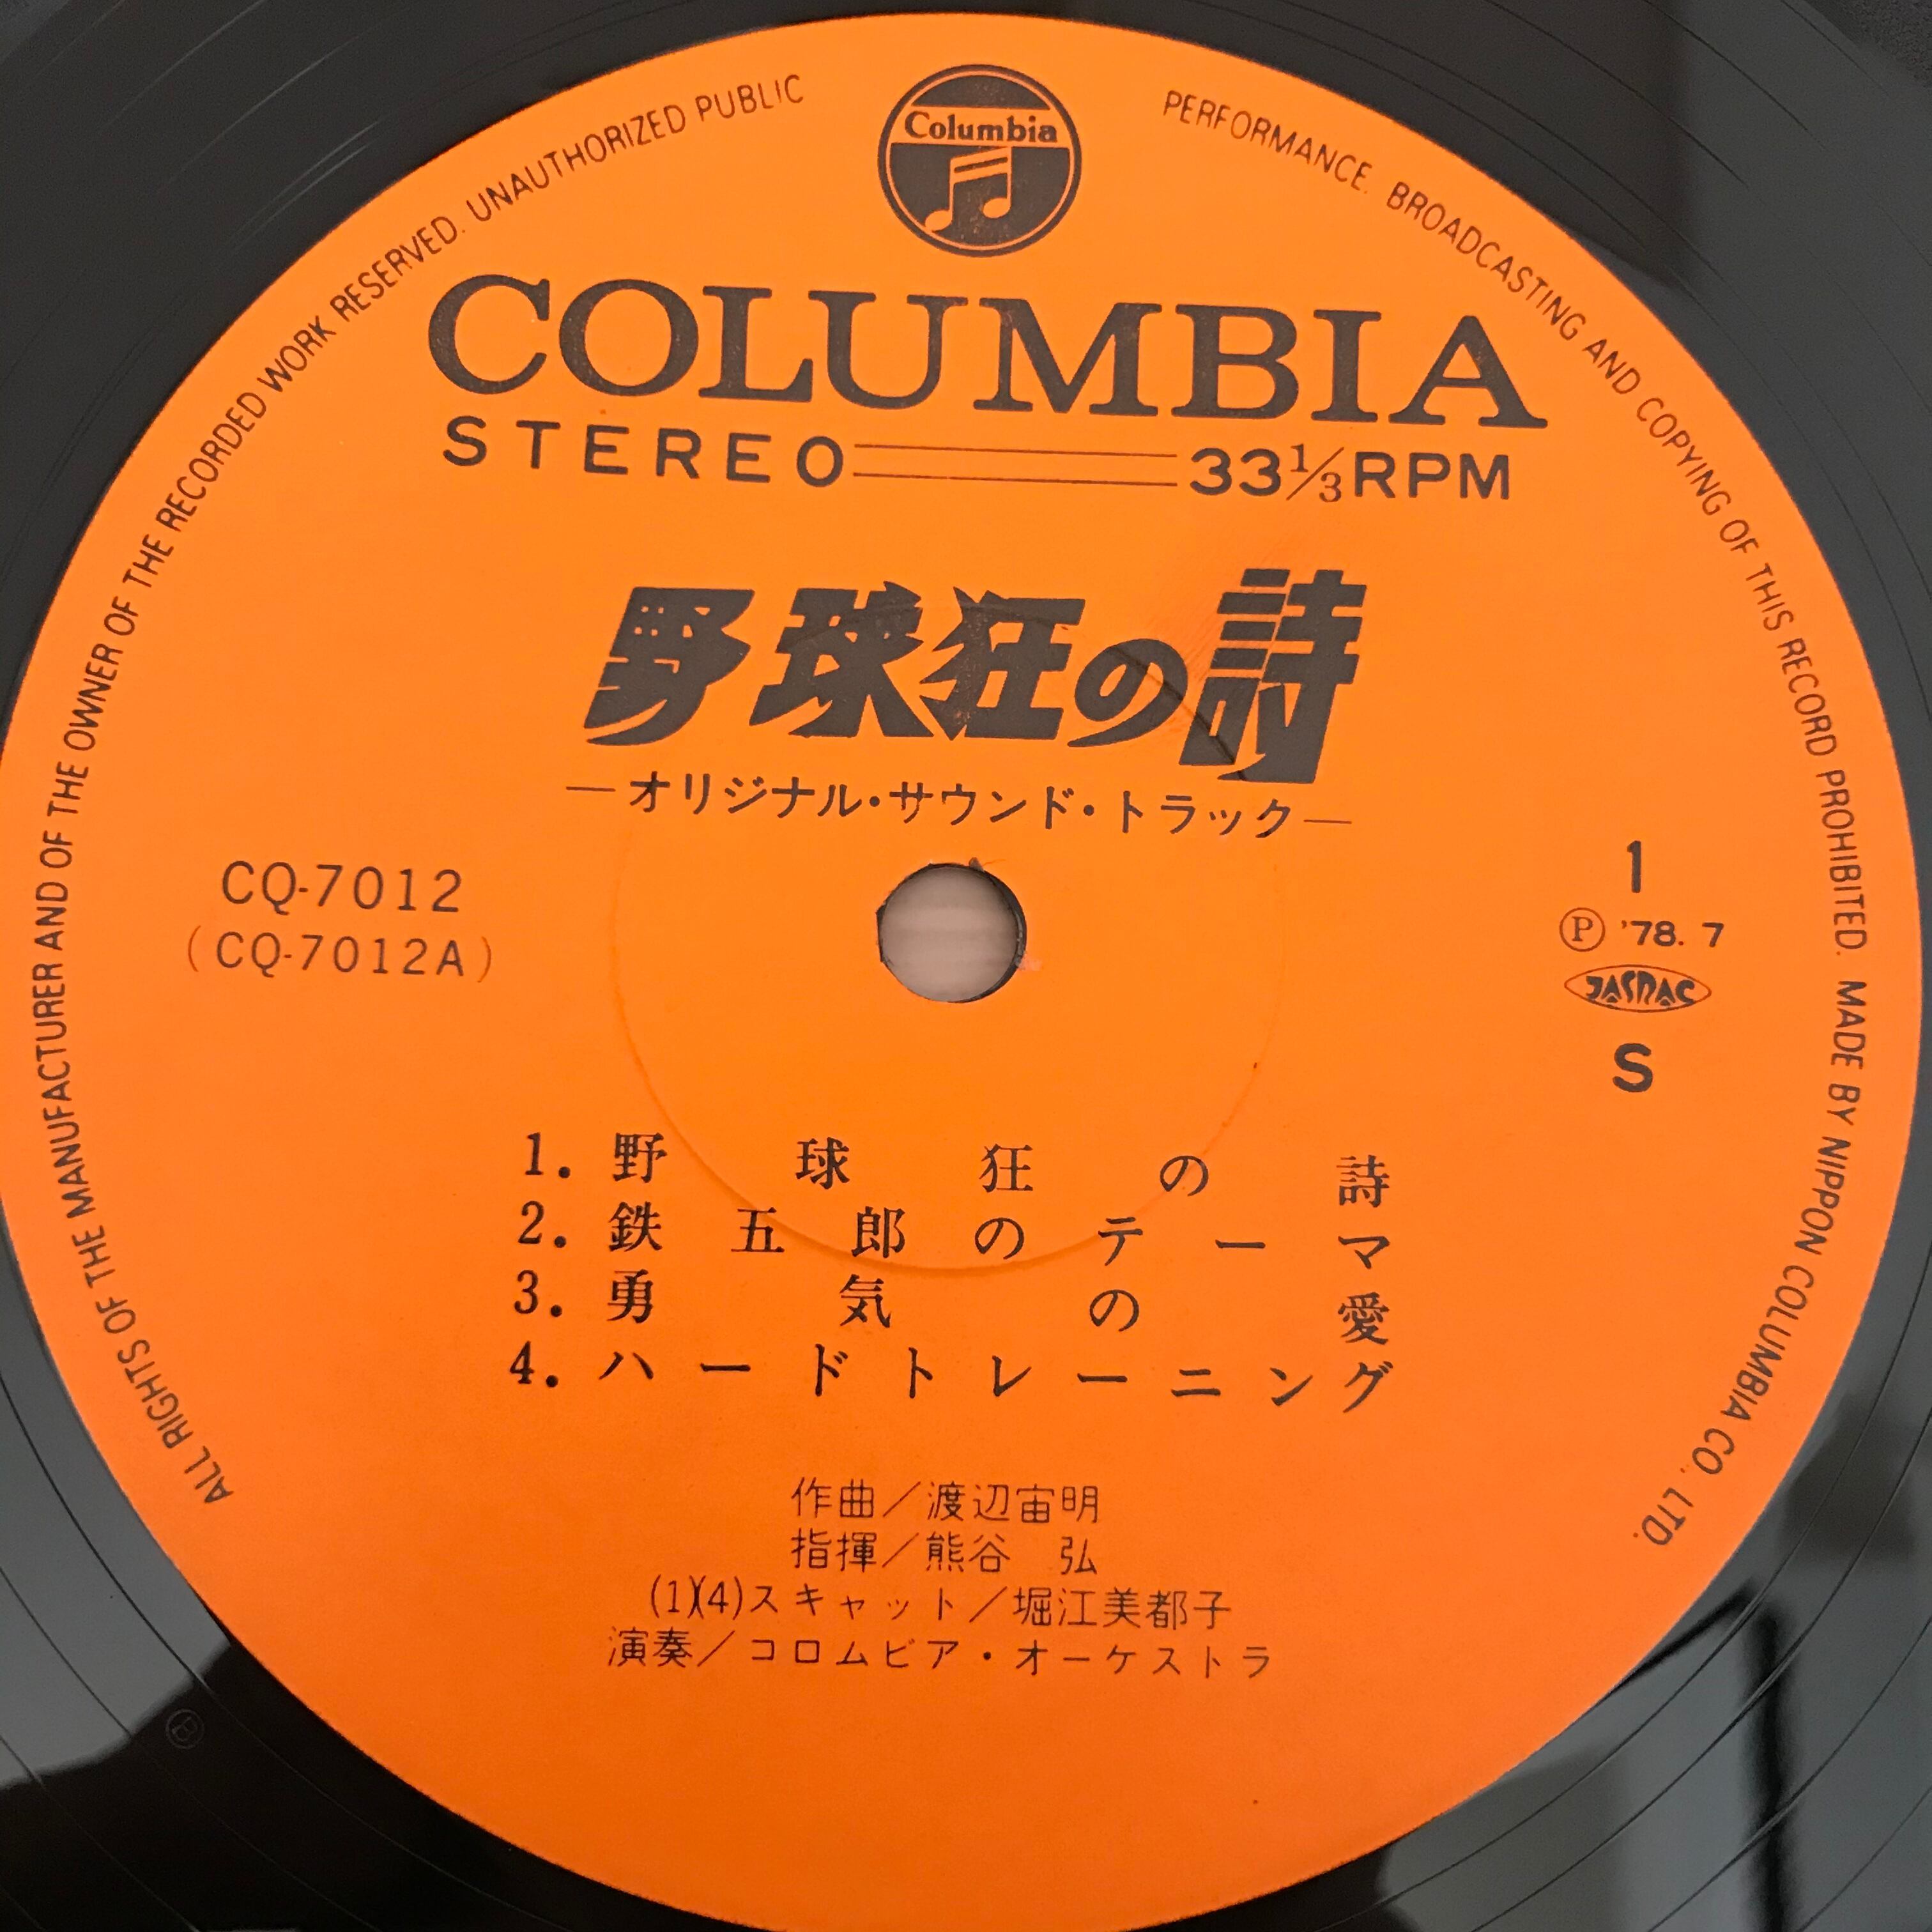 Columbia
COLUMBIA
STEREO 33⅓RPM
野球狂の詩
―オリジナル・サウンド・トラック―
CQ-7012
(CQ-7012A)
1
Ⓟ '78. 7
JASRAC
S
1. 野球狂の詩
2. 鉄五郎のテーマ
3. 勇気の愛
4. ハードトレーニング
作曲／渡辺宙明
指揮／熊谷 弘
(1)(4)スキャット／堀江美都子
演奏／コロムビア・オーケストラ
ALL RIGHTS OF THE MANUFACTURER AND OF THE OWNER OF THE RECORDED WORK RESERVED. UNAUTHORIZED PUBLIC PERFORMANCE. BROADCASTING AND COPYING OF THIS RECORD PROHIBITED. MADE BY NIPPON COLUMBIA CO., LTD.
Ⓑ